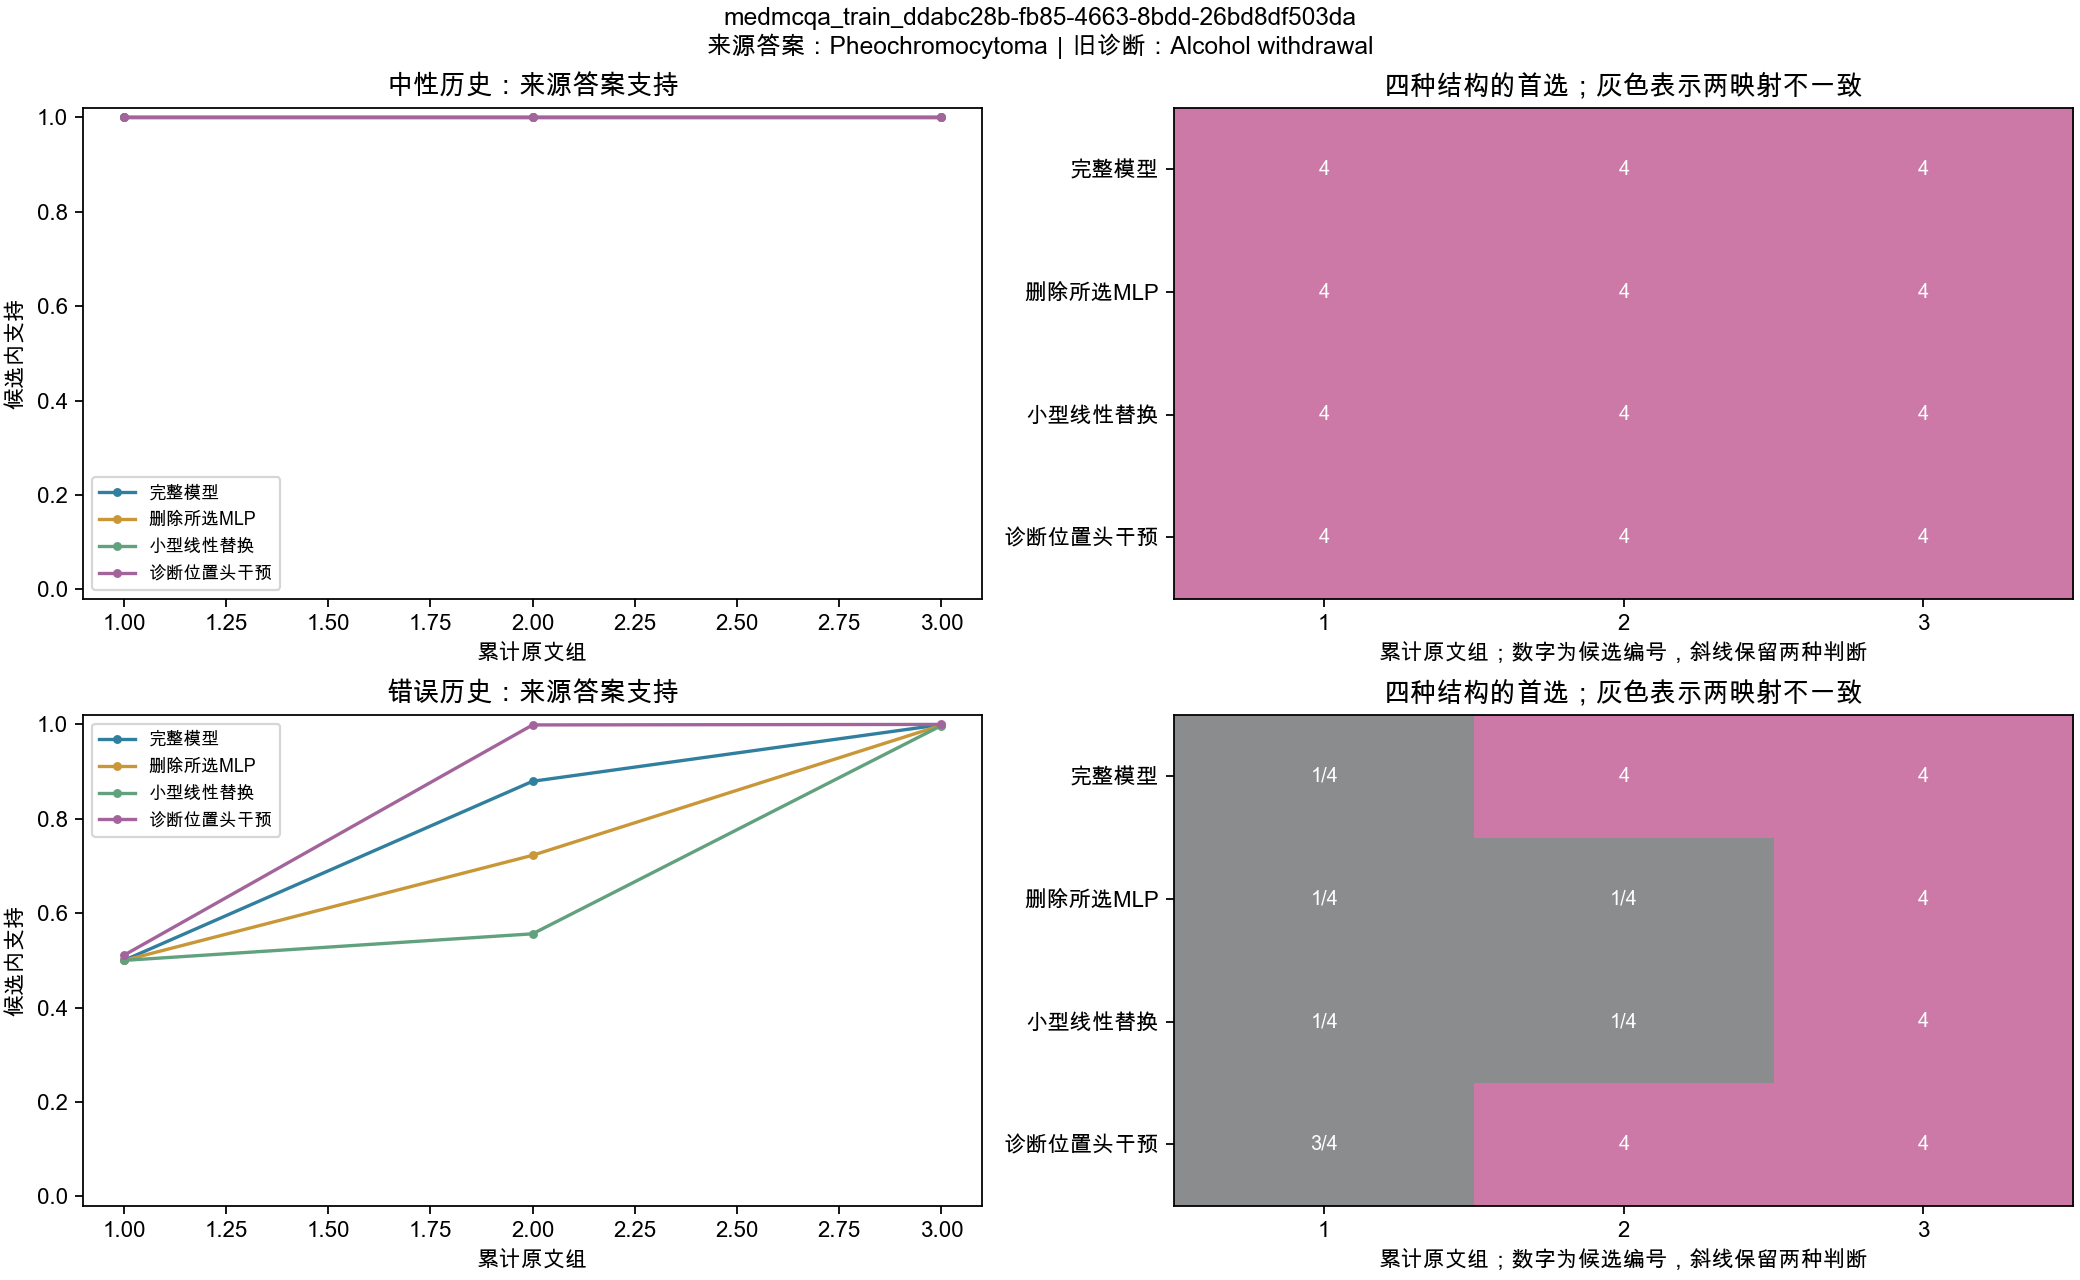 medmcqa_train_ddabc28b-fb85-4663-8bdd-26bd8df503da
来源答案：Pheochromocytoma | 旧诊断：Alcohol withdrawal
中性历史：来源答案支持
候选内支持
1.0
0.8
0.6
0.4
0.2
0.0
完整模型
删除所选MLP
小型线性替换
诊断位置头干预
1.00 1.25 1.50 1.75 2.00 2.25 2.50 2.75 3.00
累计原文组
四种结构的首选；灰色表示两映射不一致
完整模型 4 4 4
删除所选MLP 4 4 4
小型线性替换 4 4 4
诊断位置头干预 4 4 4
1 2 3
累计原文组；数字为候选编号，斜线保留两种判断
错误历史：来源答案支持
候选内支持
1.0
0.8
0.6
0.4
0.2
0.0
完整模型
删除所选MLP
小型线性替换
诊断位置头干预
1.00 1.25 1.50 1.75 2.00 2.25 2.50 2.75 3.00
累计原文组
四种结构的首选；灰色表示两映射不一致
完整模型 1/4 4 4
删除所选MLP 1/4 1/4 4
小型线性替换 1/4 1/4 4
诊断位置头干预 3/4 4 4
1 2 3
累计原文组；数字为候选编号，斜线保留两种判断